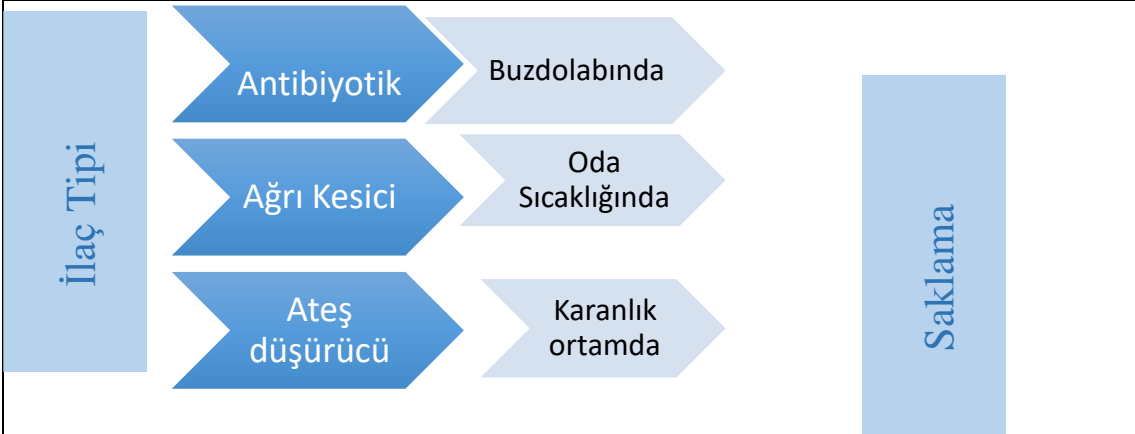 İlaç Tipi
Antibiyotik
Buzdolabında
Ağrı Kesici
Oda
Sıcaklığında
Ateş
düşürücü
Karanlık
ortamda
Saklama